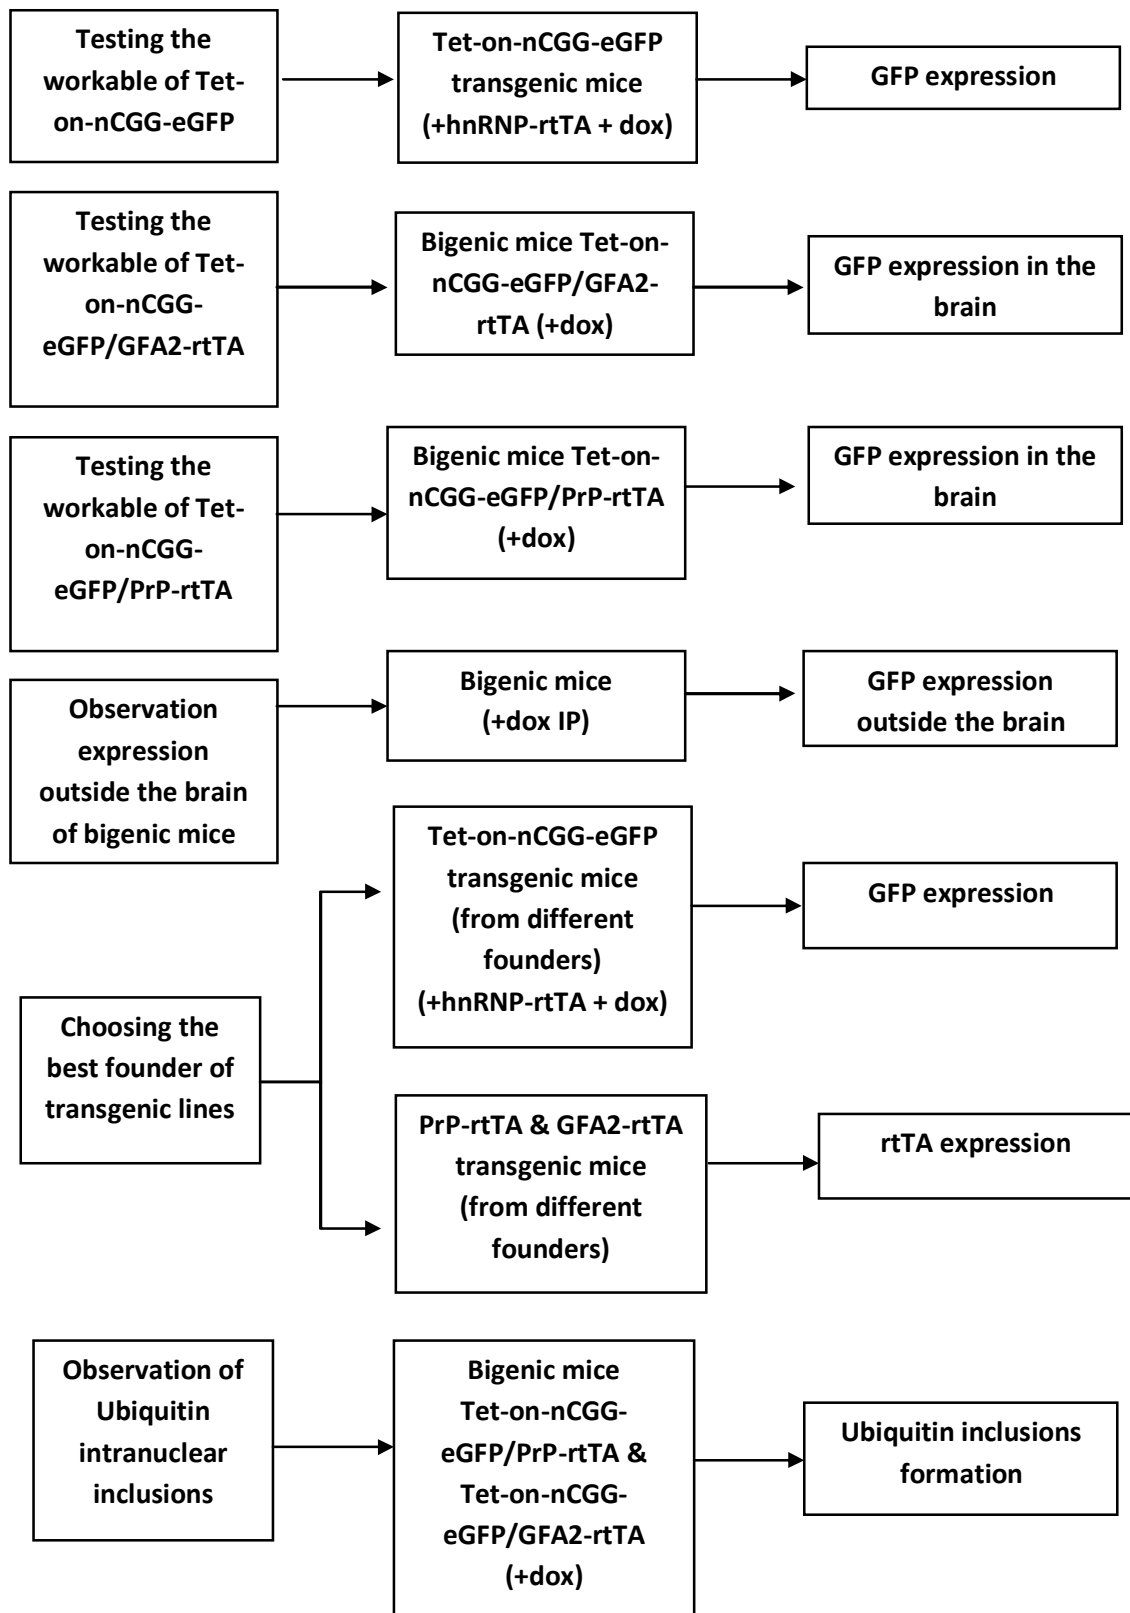 Testing the
workable of Tet-
on-nCGG-eGFP
Tet-on-nCGG-eGFP
transgenic mice
(+hnRNP-rtTA + dox)
GFP expression
Testing the
workable of Tet-
on-nCGG-
eGFP/GFA2-rtTA
Bigenic mice Tet-on-
nCGG-eGFP/GFA2-
rtTA (+dox)
GFP expression in the
brain
Testing the
workable of Tet-
on-nCGG-
eGFP/PrP-rtTA
Bigenic mice Tet-on-
nCGG-eGFP/PrP-rtTA
(+dox)
GFP expression in the
brain
Observation
expression
outside the brain
of bigenic mice
Bigenic mice
(+dox IP)
GFP expression
outside the brain
Choosing the
best founder of
transgenic lines
Tet-on-nCGG-eGFP
transgenic mice
(from different
founders)
(+hnRNP-rtTA + dox)
GFP expression
PrP-rtTA & GFA2-rtTA
transgenic mice
(from different
founders)
rtTA expression
Observation of
Ubiquitin
intranuclear
inclusions
Bigenic mice
Tet-on-nCGG-
eGFP/PrP-rtTA &
Tet-on-nCGG-
eGFP/GFA2-rtTA
(+dox)
Ubiquitin inclusions
formation